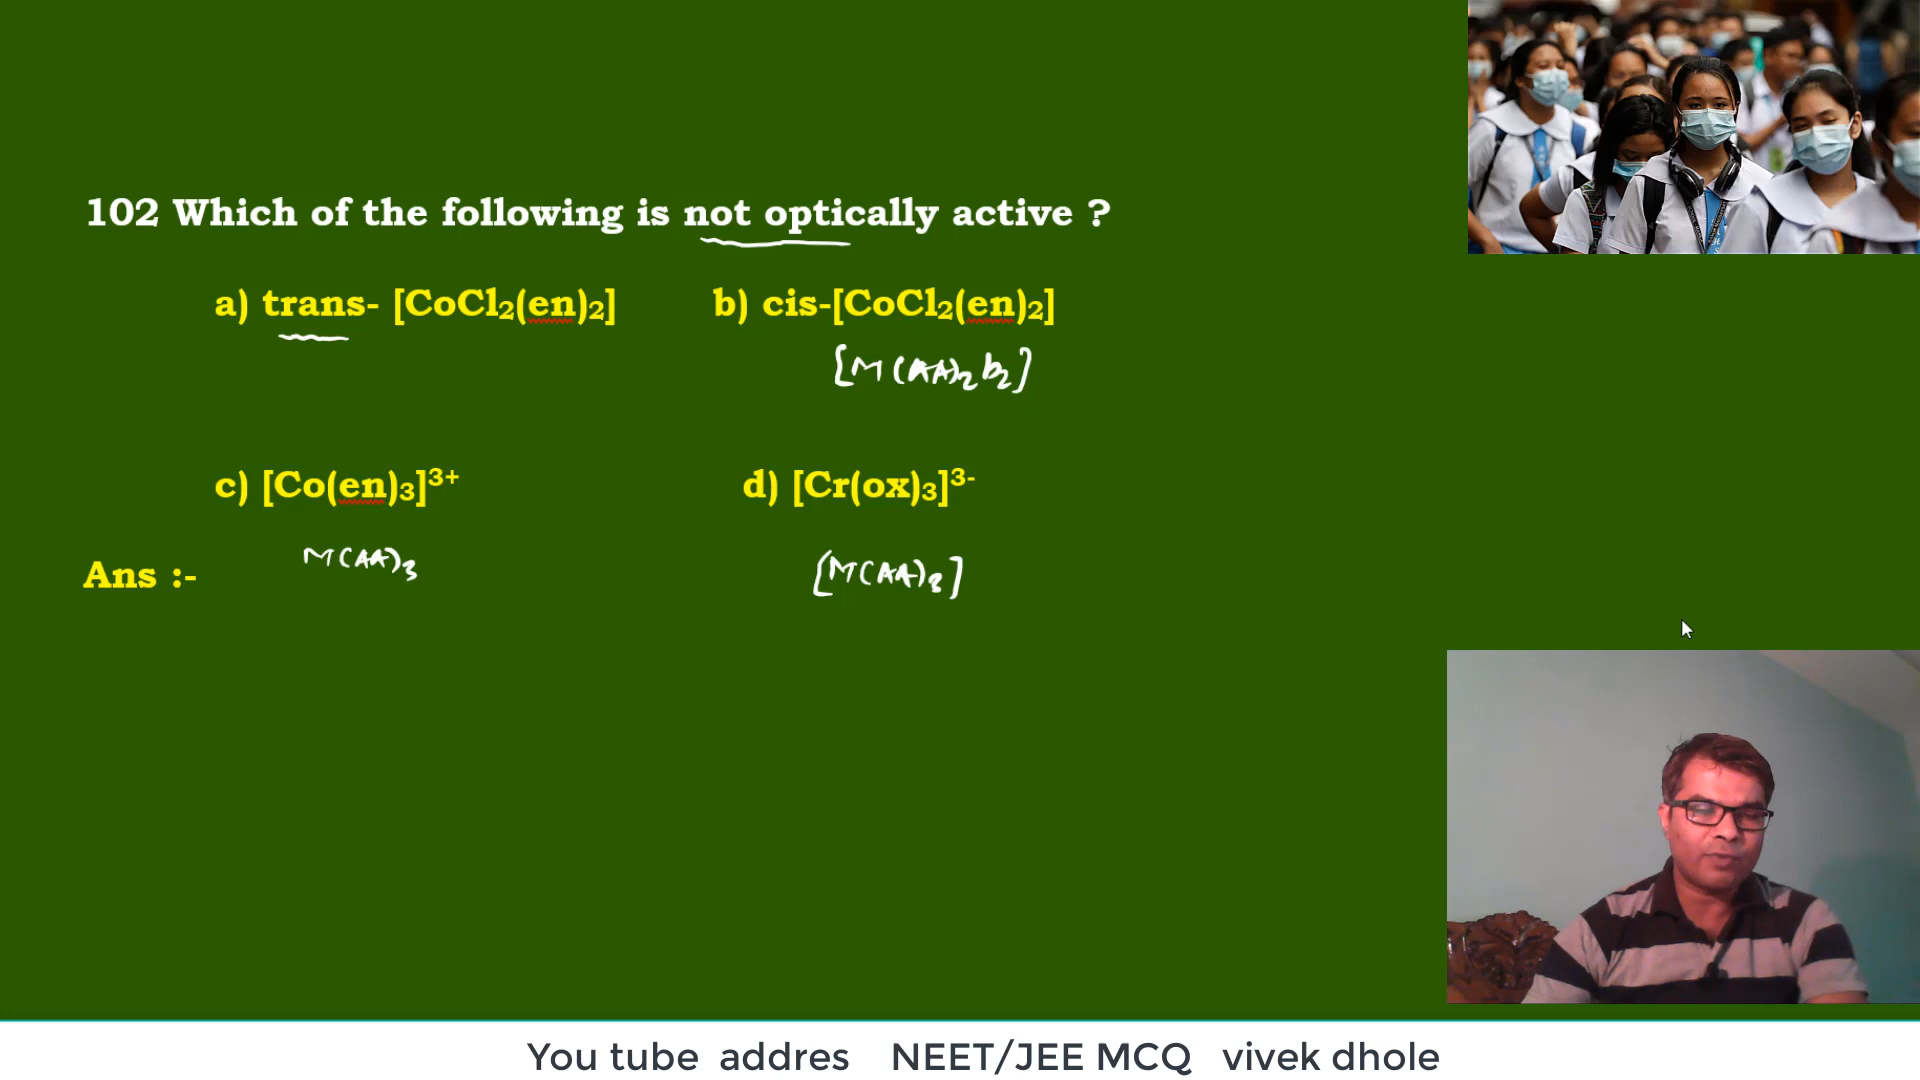 102 Which of the following is not optically active ?
a) trans- [CoCl₂(en)₂] b) cis-[CoCl₂(en)₂]
[M(AA)₂b₂]
c) [Co(en)₃]³⁺ d) [Cr(ox)₃]³⁻
Ans :- M(AA)₃ [M(AA)₃]
You tube addres NEET/JEE MCQ vivek dhole